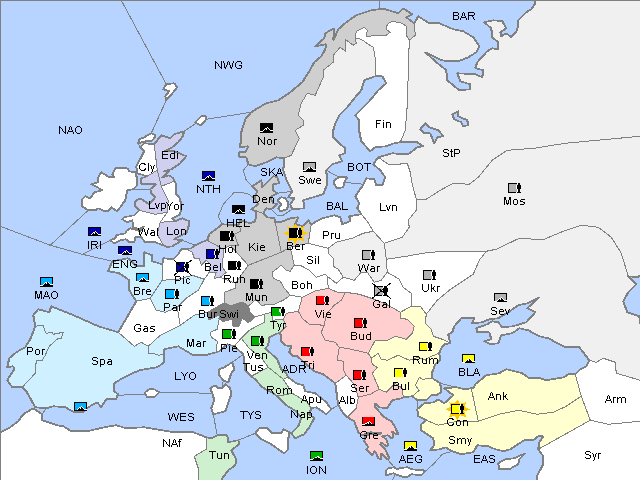 BAR
NWG
NAO
Fin
Nor
StP
Edi
Cly
SKA
BOT
Swe
NTH
Mos
Den
LvpYor
BAL
Lvn
HEL
Wal
Lon
IRI
Hol
Kie
Ber
Pru
ENG
Bel
Sil
War
Pic
Ruh
Ukr
Bre
Mun
Boh
MAO
Par
Gal
Sev
Bur
Swi
Vie
Gas
Tyr
Bud
Mar
Pie
Ven
Rum
Por
Tri
BLA
Spa
Tus
ADR
LYO
Ser
Bul
Rom
Ank
Apu
Alb
Arm
WES
TYS
Nap
Con
Gre
NAf
Smy
Tun
AEG
EAS
Syr
ION